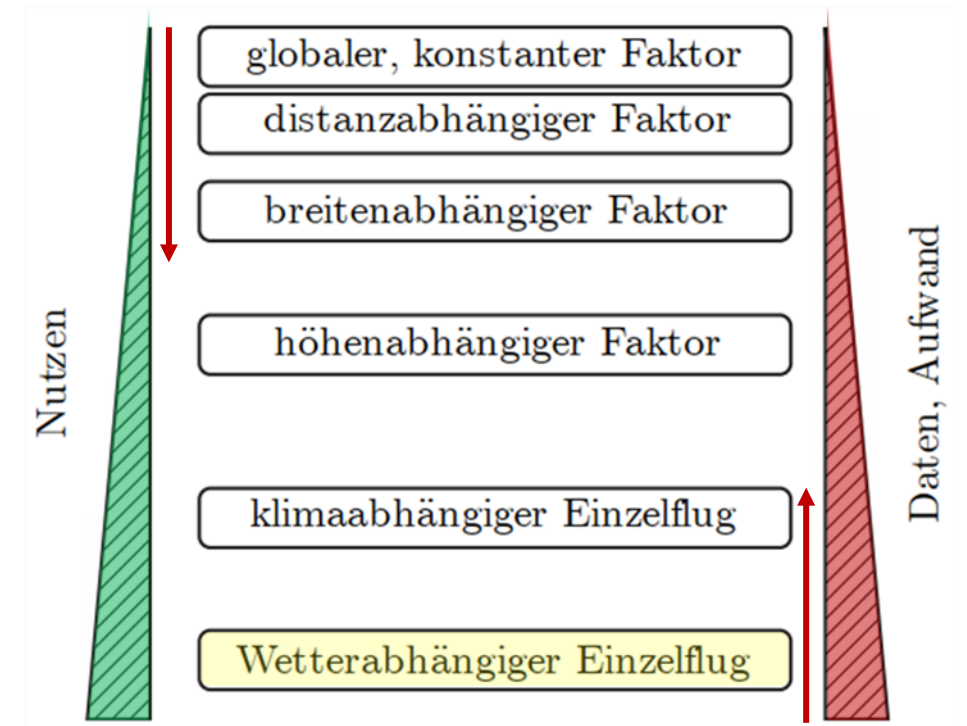 globaler, konstanter Faktor
distanzabhängiger Faktor
breitenabhängiger Faktor
höhenabhängiger Faktor
klimaabhängiger Einzelflug
Wetterabhängiger Einzelflug
Nutzen
Daten, Aufwand